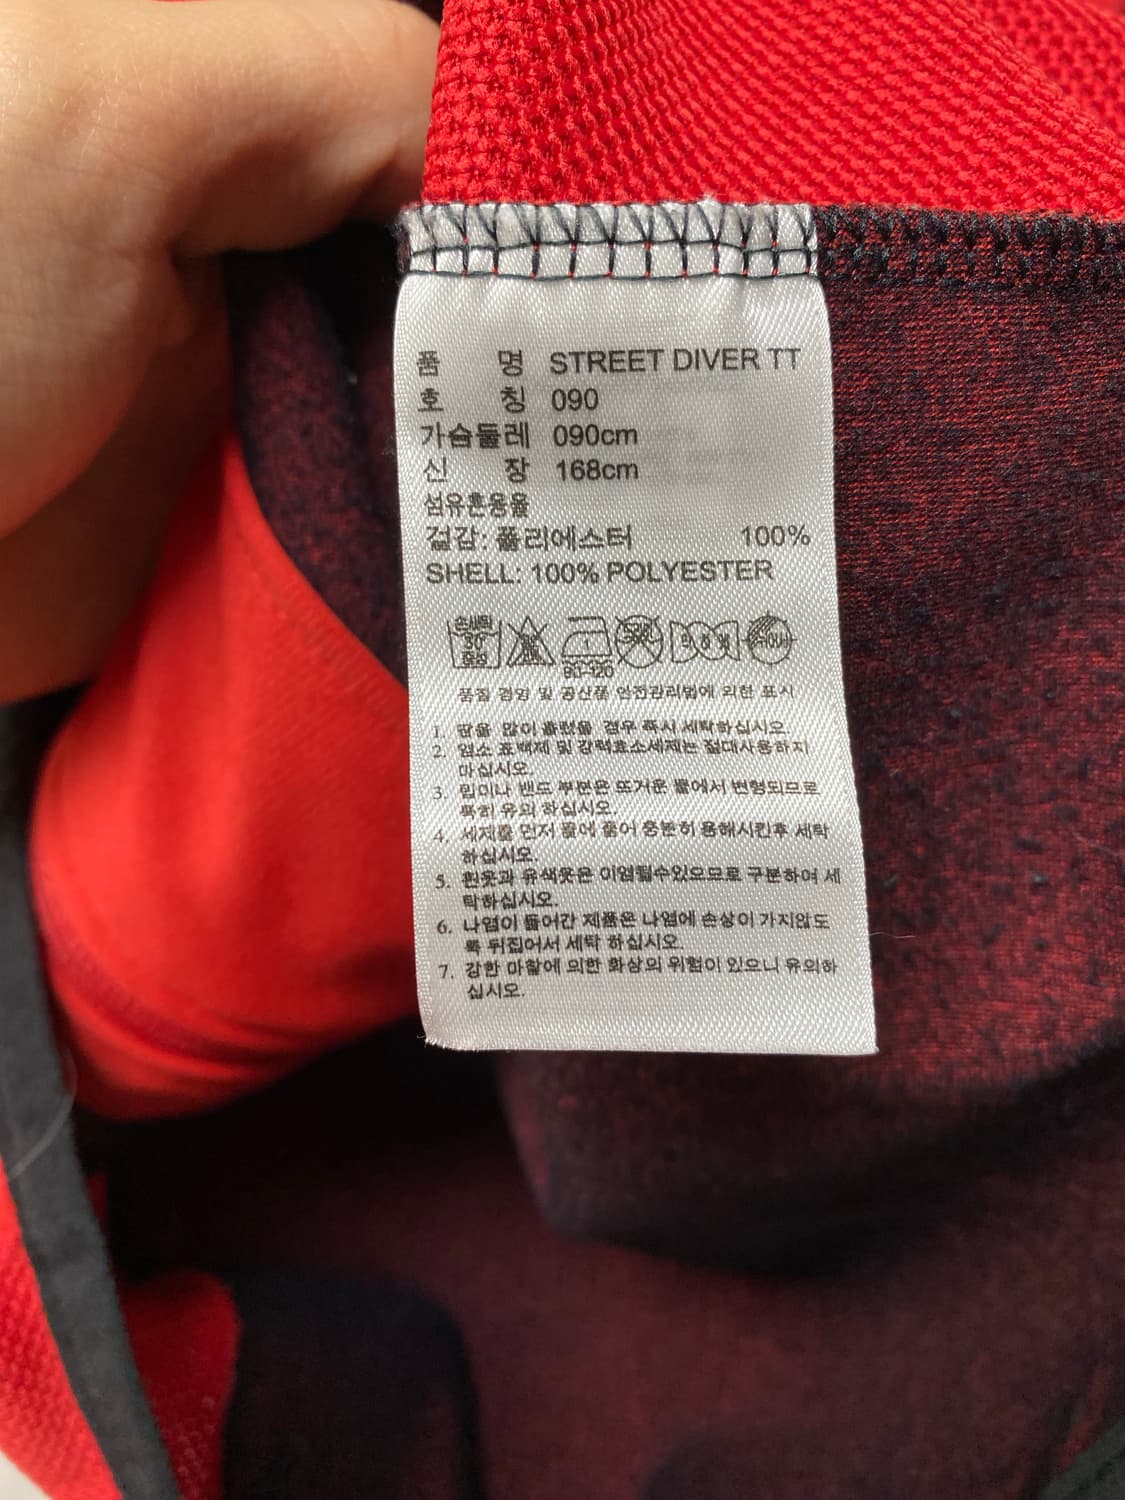 품 명 STREET DIVER TT
호 칭 090
가슴둘레 090cm
신 장 168cm
섬유혼용율
겉감: 폴리에스터 100%
SHELL: 100% POLYESTER
손세탁 30° 중성
80-120
품질 경영 및 공산품 안전관리법에 의한 표시
1. 땀을 많이 흘렸을 경우 즉시 세탁하십시오.
2. 염소 표백제 및 강력효소세제는 절대사용하지
마십시오.
3. 밑이나 밴드 부분은 뜨거운 물에서 변형되므로
특히 유의 하십시오.
4. 세제를 먼저 물에 풀어 충분히 용해시킨후 세탁
하십시오.
5. 흰옷과 유색옷은 이염될수있으므로 구분하여 세
탁하십시오.
6. 나염이 들어간 제품은 나염에 손상이 가지않도
록 뒤집어서 세탁 하십시오.
7. 강한 마찰에 의한 화상의 위험이 있으니 유의하
십시오.